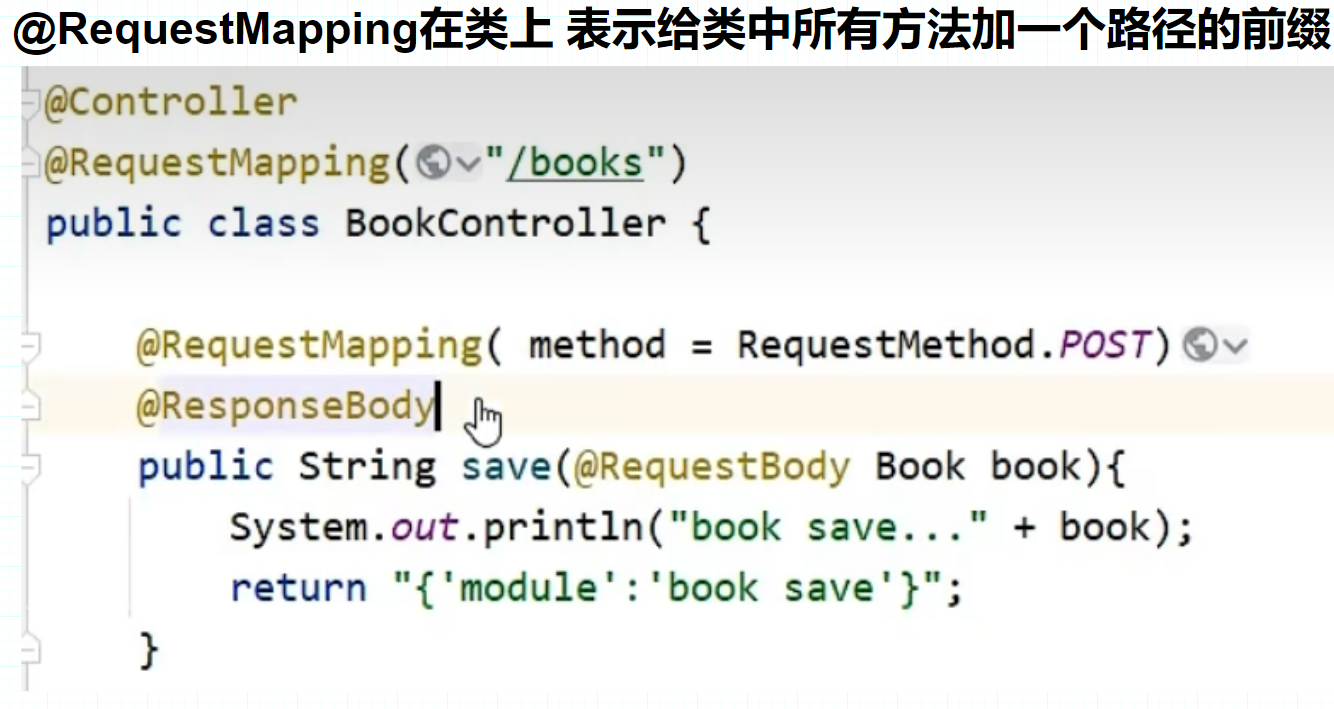 @RequestMapping在类上 表示给类中所有方法加一个路径的前缀
@Controller
@RequestMapping("/books")
public class BookController {
@RequestMapping( method = RequestMethod.POST)
@ResponseBody
public String save(@RequestBody Book book){
System.out.println("book save..." + book);
return "{'module':'book save'}";
}